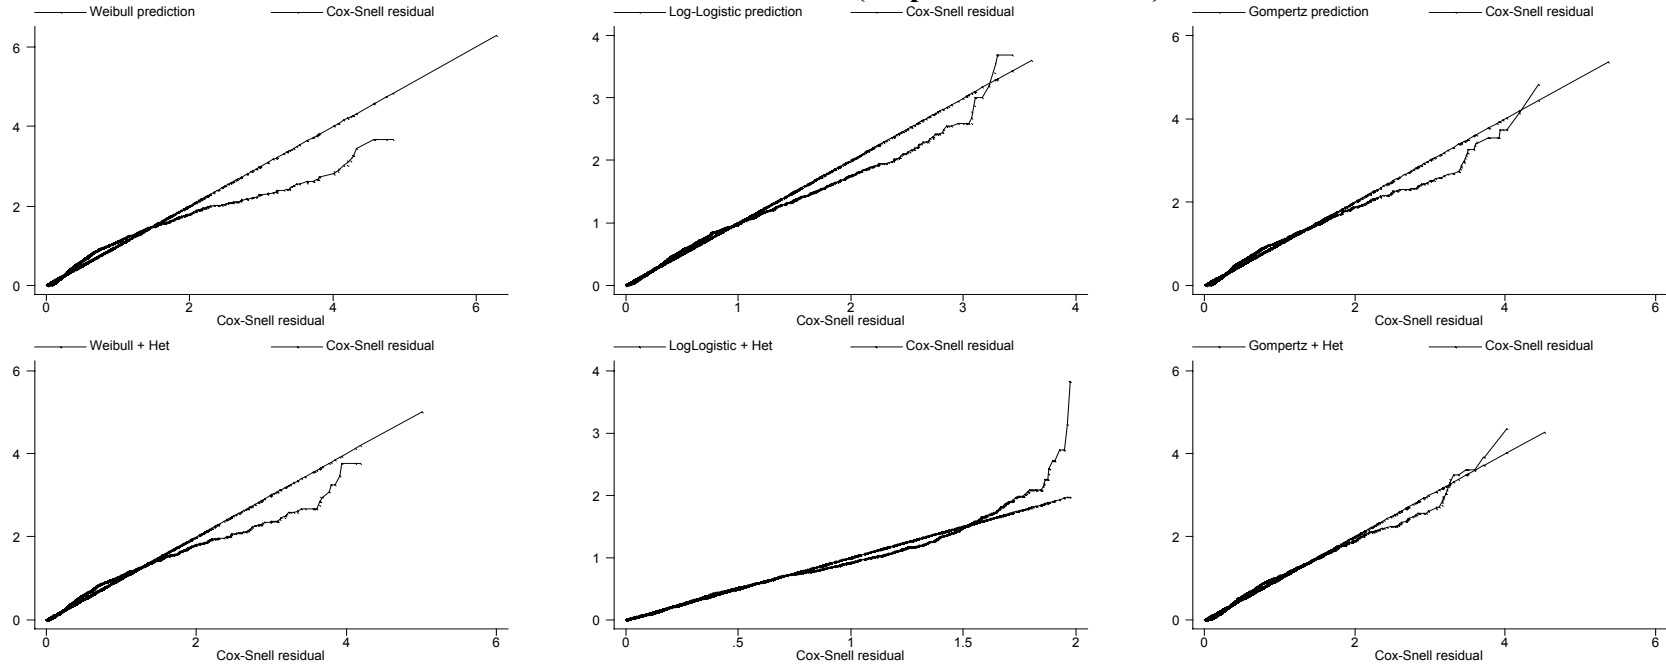 Weibull prediction Cox-Snell residual
6
4
2
0
0 2 4 6
Cox-Snell residual
Log-Logistic prediction Cox-Snell residual
4
3
2
1
0
0 1 2 3 4
Cox-Snell residual
Gompertz prediction Cox-Snell residual
6
4
2
0
0 2 4 6
Cox-Snell residual
Weibull + Het Cox-Snell residual
6
4
2
0
0 2 4 6
Cox-Snell residual
LogLogistic + Het Cox-Snell residual
4
3
2
1
0
0 .5 1 1.5 2
Cox-Snell residual
Gompertz + Het Cox-Snell residual
6
4
2
0
0 2 4 6
Cox-Snell residual